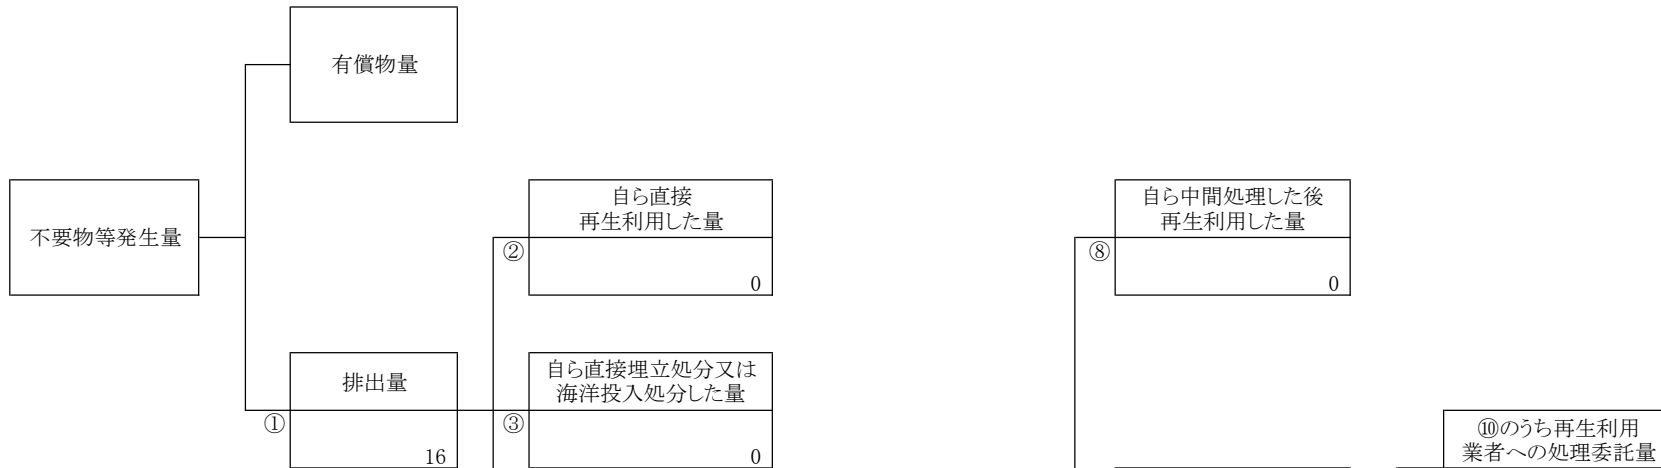 有償物量
不要物等発生量
自ら直接
再生利用した量
②
0
自ら中間処理した後
再生利用した量
⑧
0
排出量
①
16
自ら直接埋立処分又は
海洋投入処分した量
③
0
⑩のうち再生利用
業者への処理委託量